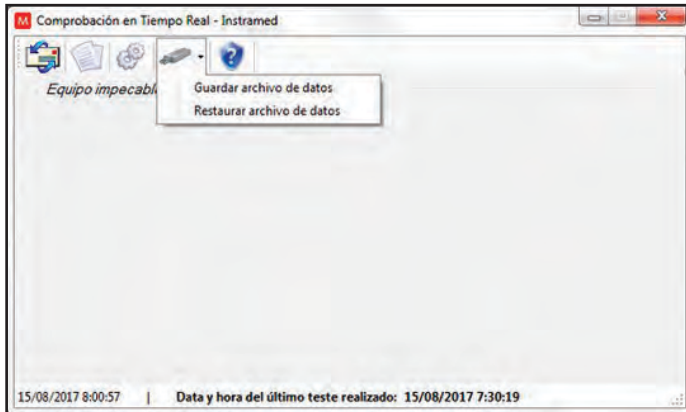 M Comprobación en Tiempo Real - Instramed
Equipo impecable
Guardar archivo de datos
Restaurar archivo de datos
15/08/2017 8:00:57 | Data y hora del último teste realizado: 15/08/2017 7:30:19